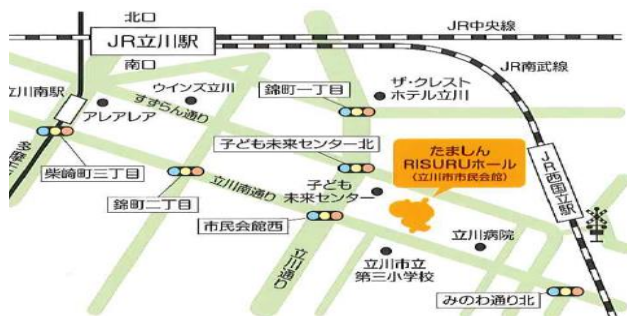 北口
JR立川駅
南口
JR中央線
JR南武線
立川南駅
アレアレア
ウインズ立川
すずらん通り
錦町一丁目
ザ・クレスト
ホテル立川
多摩モ
柴崎町三丁目
錦町二丁目
立川南通り
子ども未来センター北
子ども
未来センター
たましん
RISURUホール
(立川市市民会館)
JR西国立駅
市民会館西
立川通り
立川市立
第三小学校
立川病院
みのわ通り北